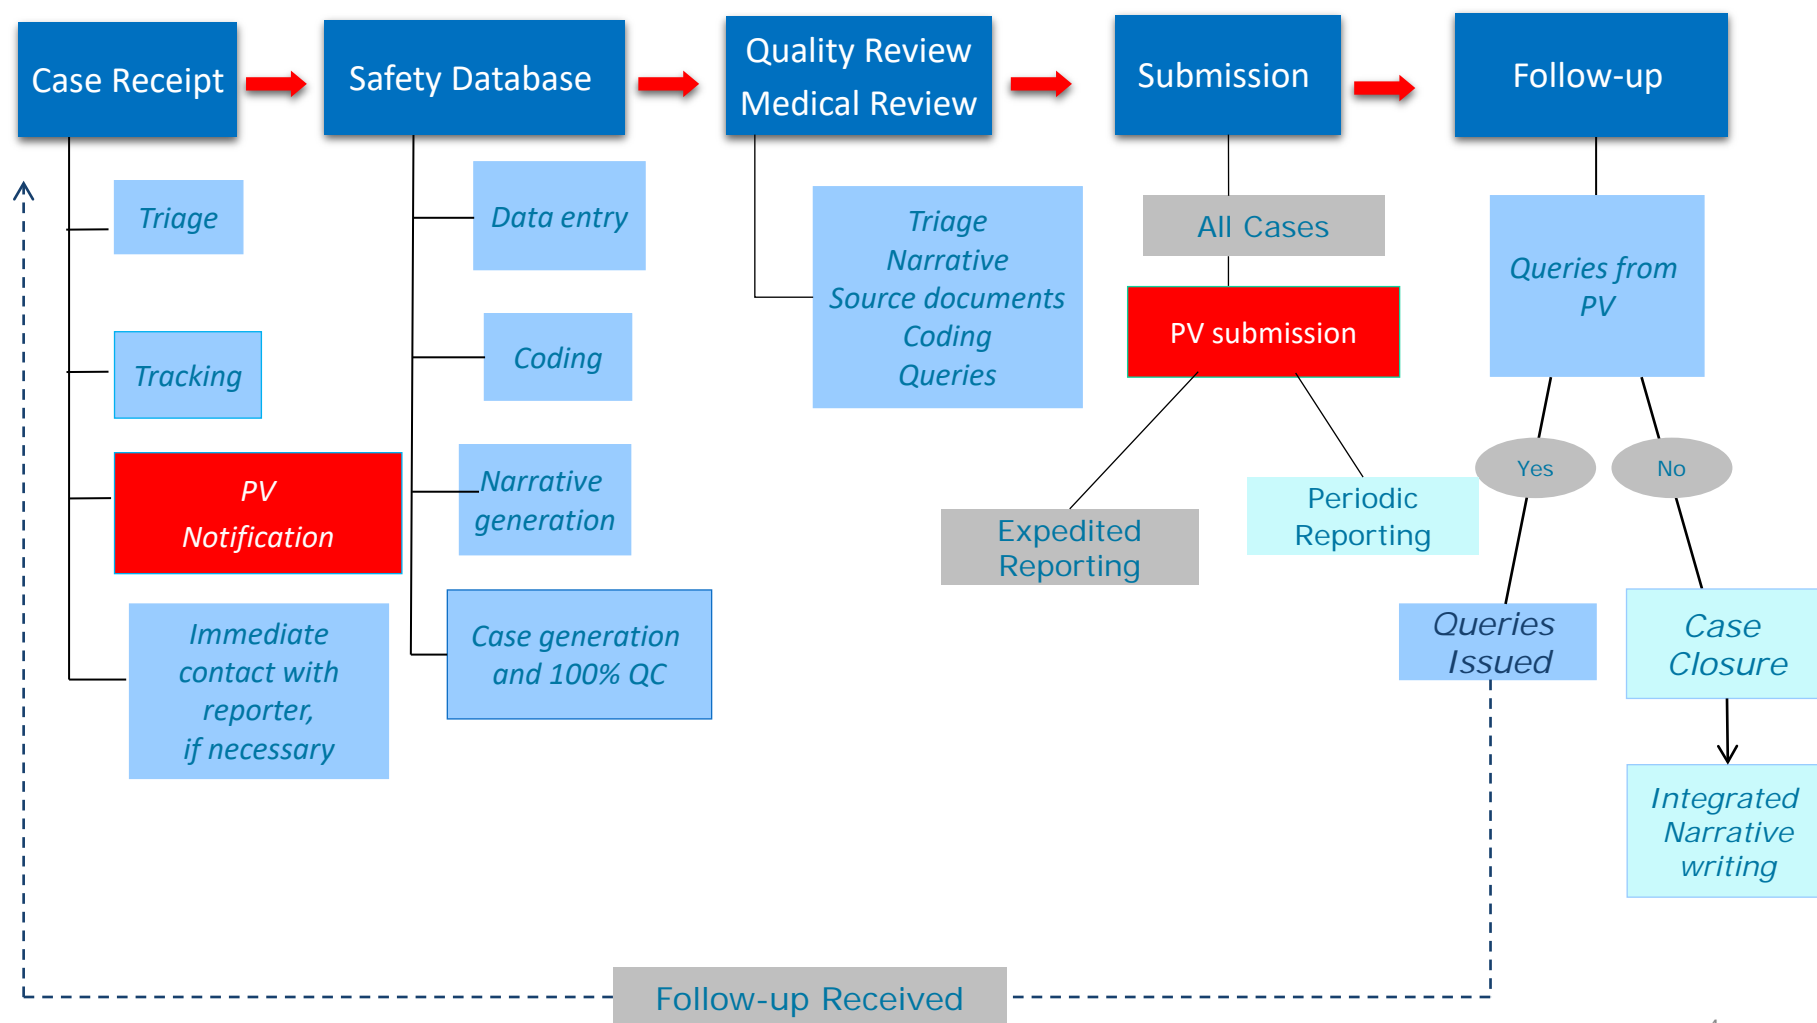 Case Receipt
Safety Database
Quality Review
Medical Review
Submission
Follow-up
Triage
Tracking
PV
Notification
Immediate
contact with
reporter,
if necessary
Data entry
Coding
Narrative
generation
Case generation
and 100% QC
Triage
Narrative
Source documents
Coding
Queries
All Cases
PV submission
Expedited
Reporting
Periodic
Reporting
Queries from
PV
Yes
No
Queries
Issued
Case
Closure
Integrated
Narrative
writing
Follow-up Received